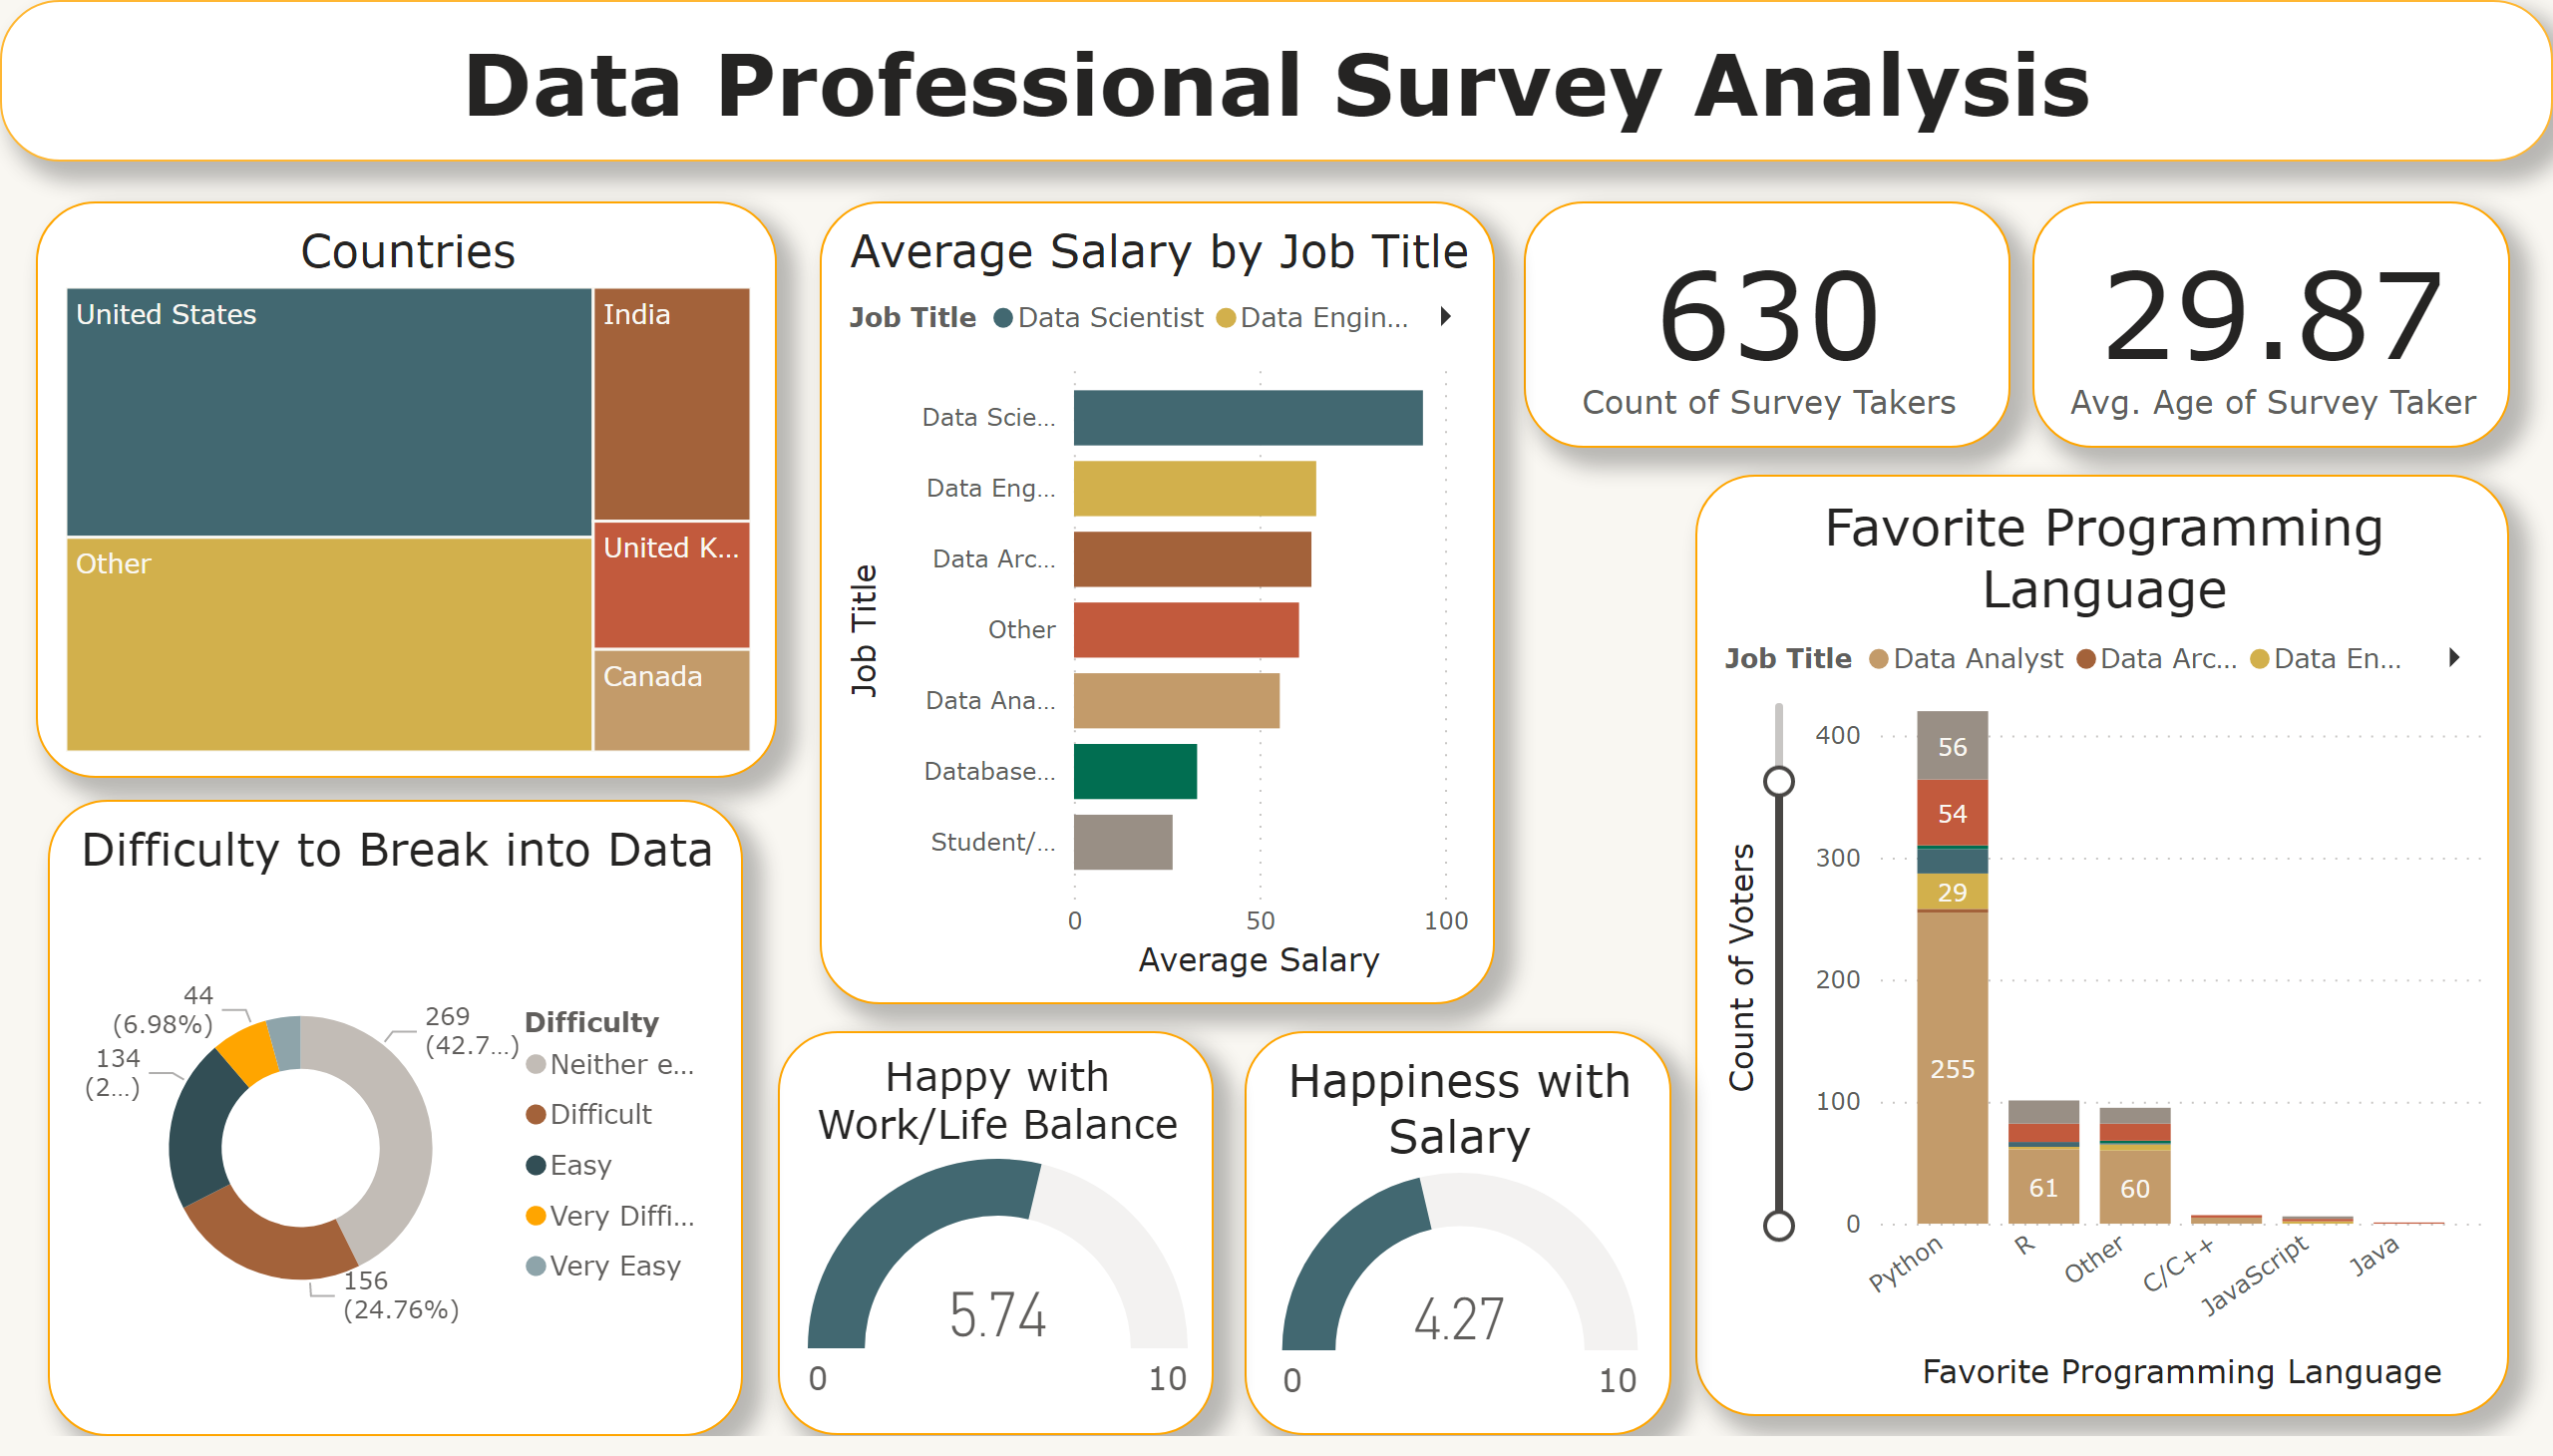 Data Professional Survey Analysis
Countries
United States
India
Other
United K...
Canada
Average Salary by Job Title
Job Title Data Scientist Data Engin...
Job Title
Data Scie...
Data Eng...
Data Arc...
Other
Data Ana...
Database...
Student/...
0 50 100
Average Salary
630
Count of Survey Takers
29.87
Avg. Age of Survey Taker
Favorite Programming
Language
Job Title Data Analyst Data Arc... Data En...
Count of Voters
400
300
200
100
0
56
54
29
255
61
60
Python R Other C/C++ JavaScript Java
Favorite Programming Language
Difficulty to Break into Data
44
(6.98%)
134
(2...)
269
(42.7...)
156
(24.76%)
Difficulty
Neither e...
Difficult
Easy
Very Diffi...
Very Easy
Happy with
Work/Life Balance
5.74
0 10
Happiness with
Salary
4.27
0 10